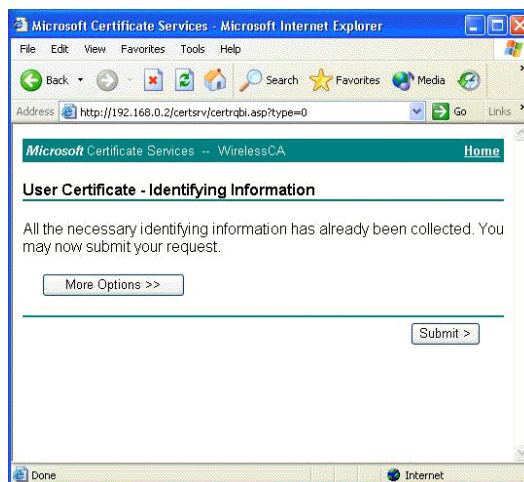 Microsoft Certificate Services - Microsoft Internet Explorer
File Edit View Favorites Tools Help
Back Search Favorites Media
Address http://192.168.0.2/certsrv/certrqbi.asp?type=0 Go Links
Microsoft Certificate Services -- WirelessCA Home
User Certificate - Identifying Information
All the necessary identifying information has already been collected. You
may now submit your request.
More Options >>
Submit >
Done Internet